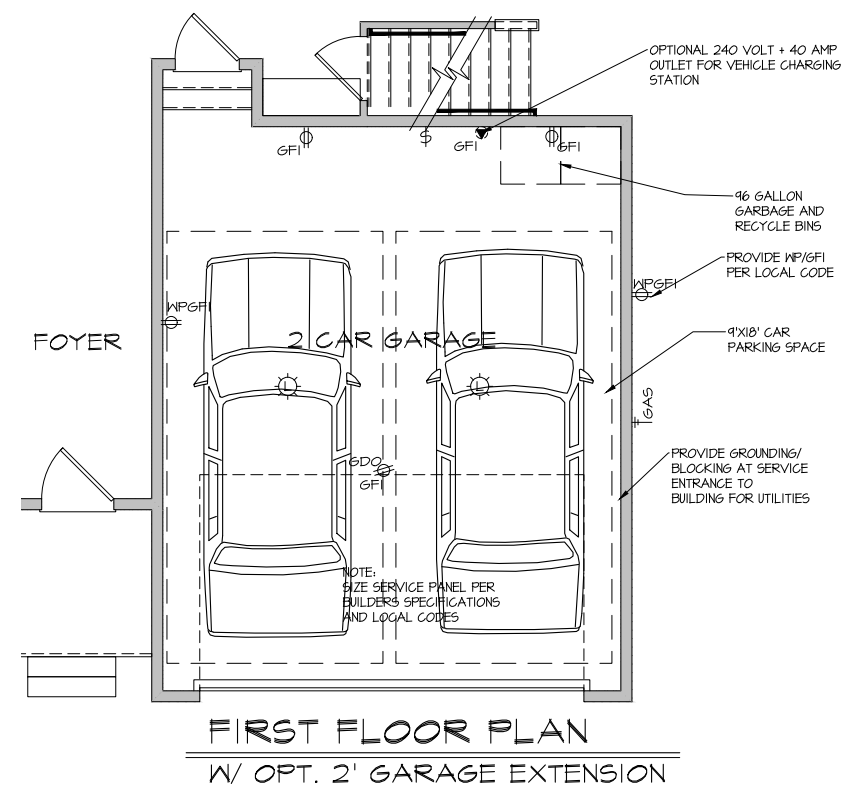 OPTIONAL 240 VOLT + 40 AMP
OUTLET FOR VEHICLE CHARGING
STATION
GFI
S
GFI
GFI
96 GALLON
GARBAGE AND
RECYCLE BINS
PROVIDE WP/GFI
PER LOCAL CODE
WPGFI
WPGFI
FOYER
2 CAR GARAGE
9'X18' CAR
PARKING SPACE
L
L
GAS
GDO
GFI
PROVIDE GROUNDING/
BLOCKING AT SERVICE
ENTRANCE TO
BUILDING FOR UTILITIES
NOTE:
SIZE SERVICE PANEL PER
BUILDERS SPECIFICATIONS
AND LOCAL CODES
FIRST FLOOR PLAN
W/ OPT. 2' GARAGE EXTENSION